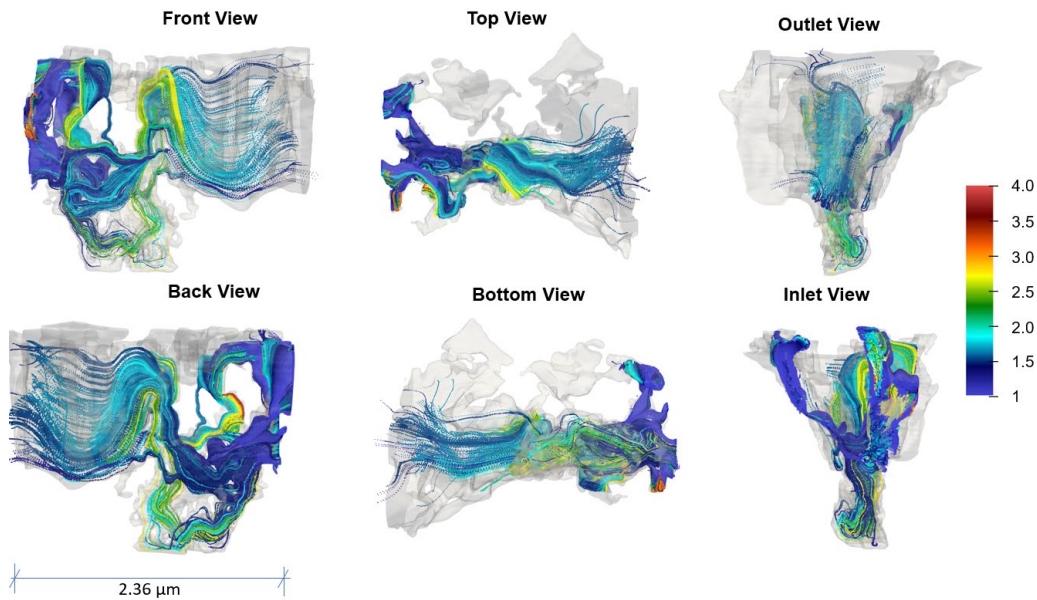 Front View
Top View
Outlet View
4.0
3.5
3.0
2.5
2.0
1.5
1
Back View
Bottom View
Inlet View
2.36 μm